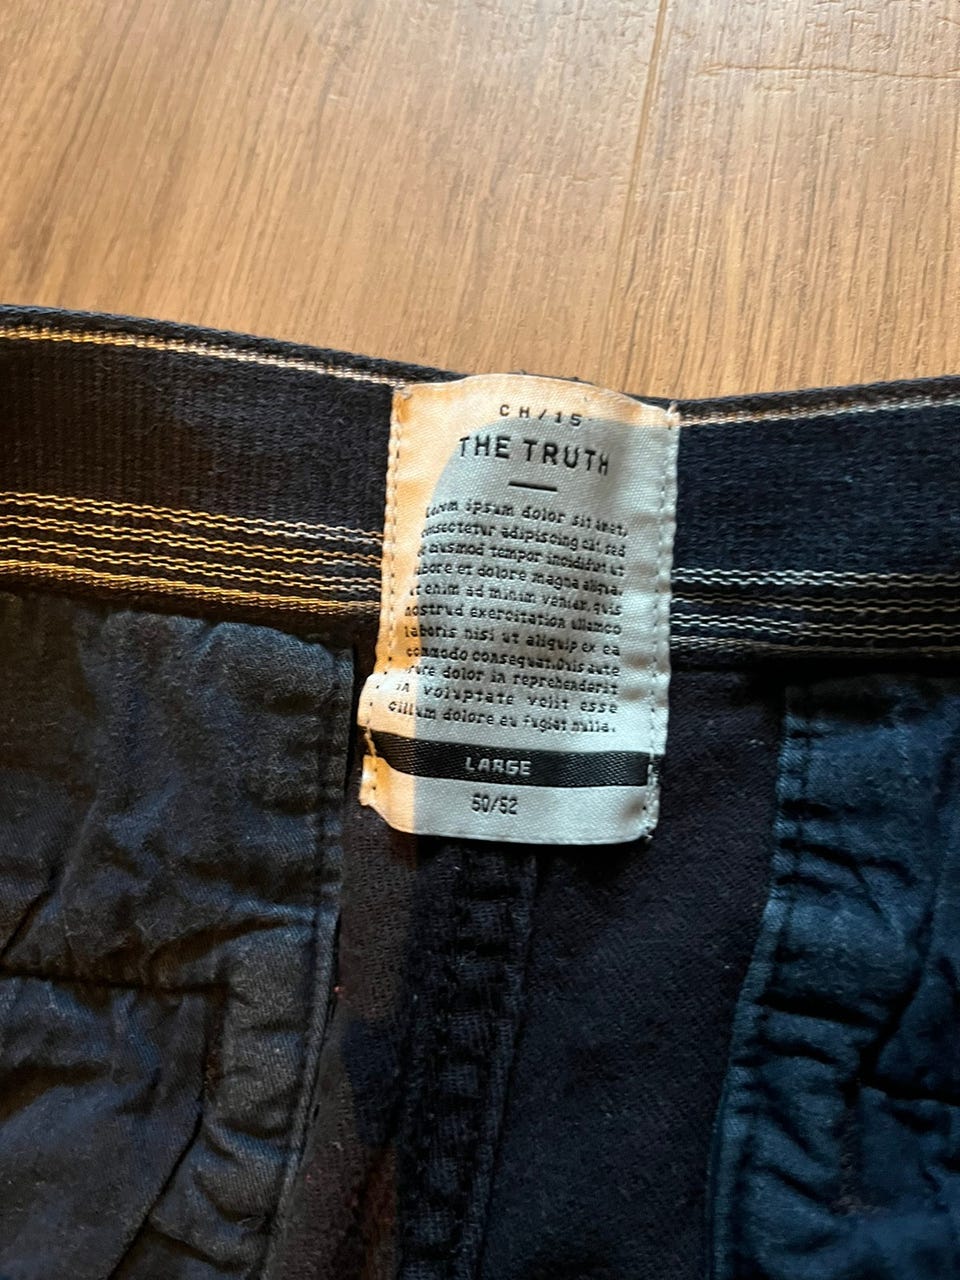 CH/15
THE TRUTH
Lorem ipsum dolor sit amet,
consectetur adipiscing elit sed
do eiusmod tempor incididunt ut
labore et dolore magna aliqua.
Ut enim ad minim veniam, quis
nostrud exercitation ullamco
laboris nisi ut aliquip ex ea
commodo consequat. Duis aute
irure dolor in reprehenderit
in voluptate velit esse
cillum dolore eu fugiat nulla.
LARGE
50/52